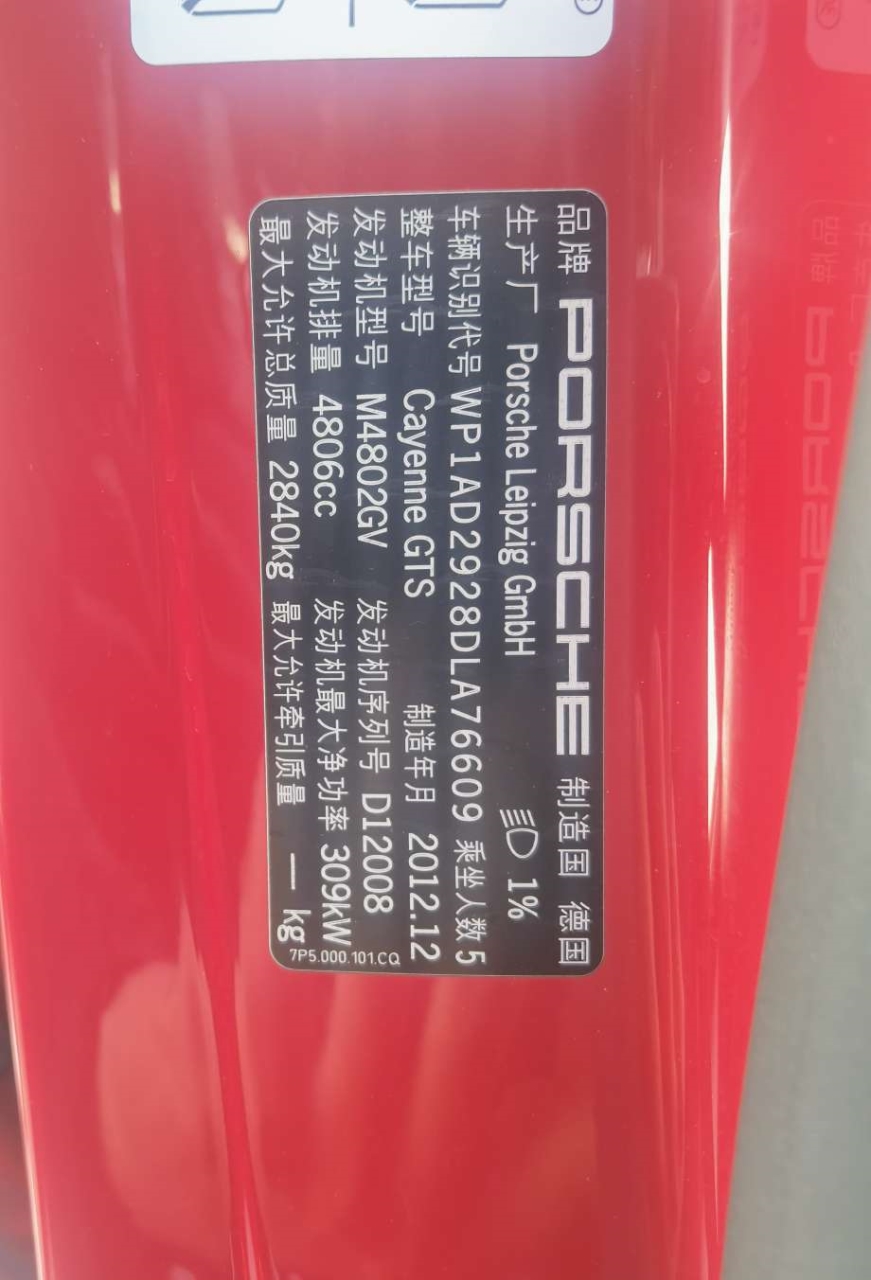 品牌 PORSCHE 制造国 德国
生产厂 Porsche Leipzig GmbH 1%
车辆识别代号 WP1AD2928DLA76609 乘坐人数 5
整车型号 Cayenne GTS 制造年月 2012.12
发动机型号 M4802GV 发动机序列号 D12008
发动机排量 4806cc 发动机最大净功率 309kW
最大允许总质量 2840kg 最大允许牵引质量 — kg
7P5.000.101.CQ